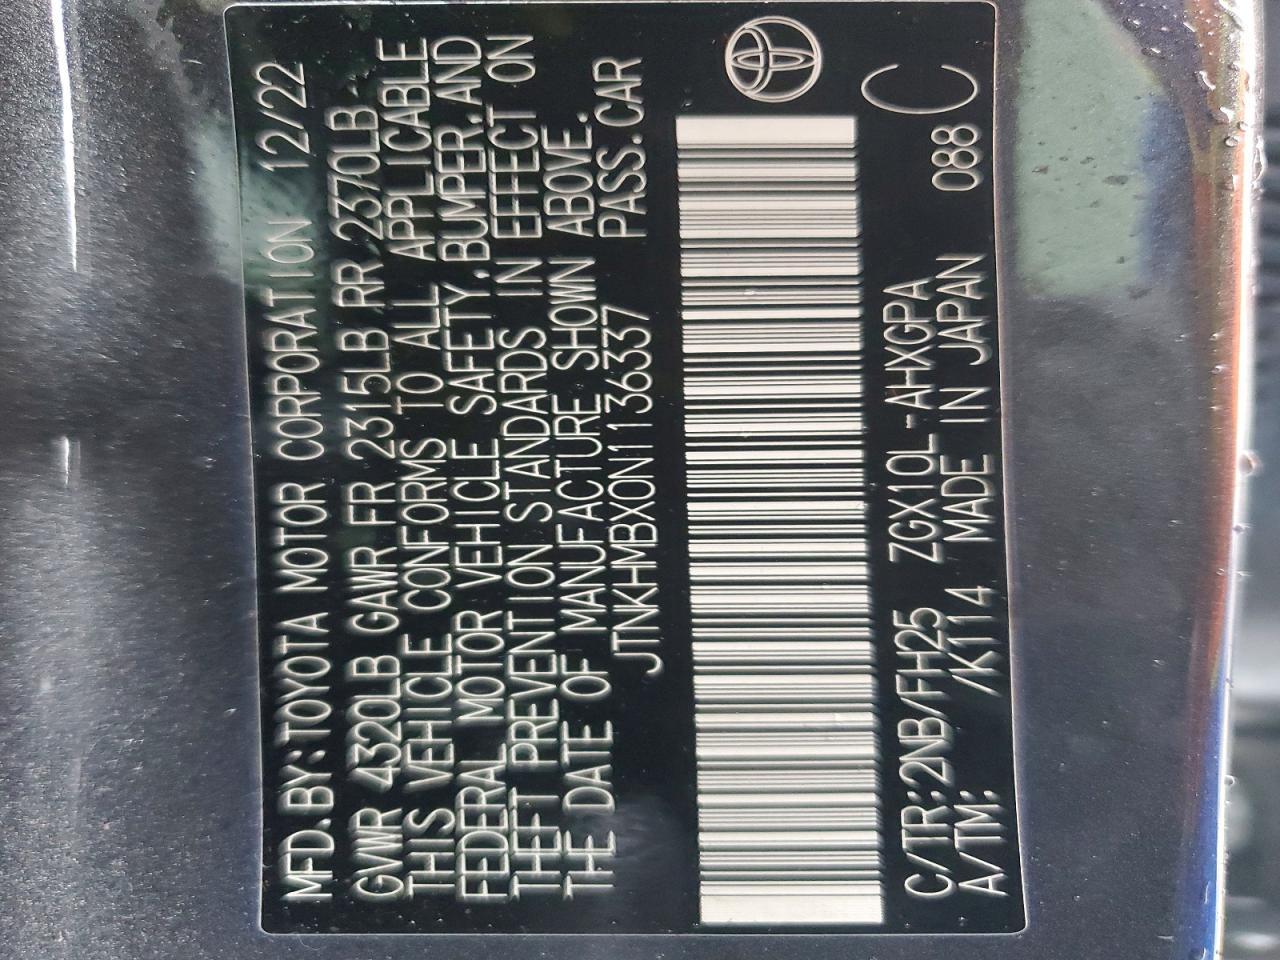 MFD.BY:TOYOTA MOTOR CORPORATION 12/22
GVWR 4320LB GAWR FR 2315LB RR 2370LB
THIS VEHICLE CONFORMS TO ALL APPLICABLE
FEDERAL MOTOR VEHICLE SAFETY,BUMPER,AND
THEFT PREVENTION STANDARDS IN EFFECT ON
THE DATE OF MANUFACTURE SHOWN ABOVE.
JTNKHMBX0N1136337 PASS.CAR
C/TR:2NB/FH25 ZGX10L-AHXGPA
A/TM: /K114 MADE IN JAPAN 088 C